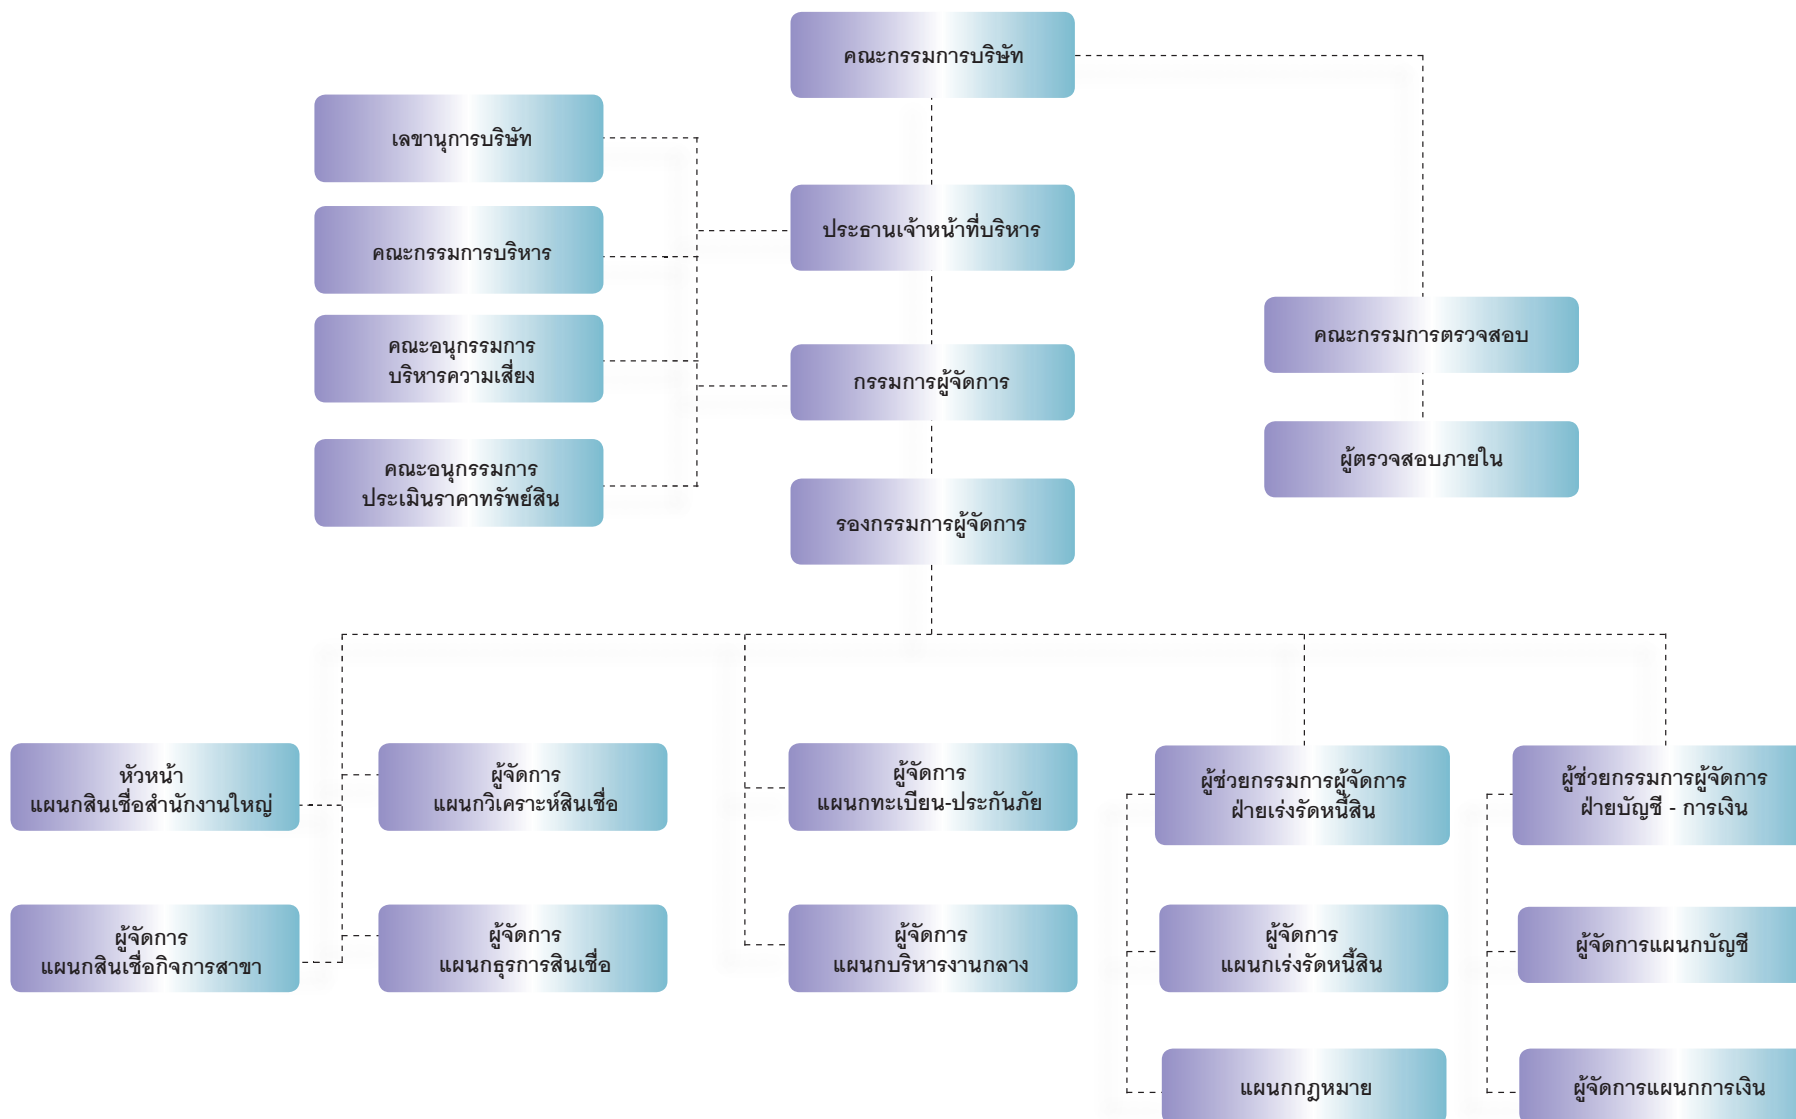 คณะกรรมการบริษัท
เลขานุการบริษัท
ประธานเจ้าหน้าที่บริหาร
คณะกรรมการบริหาร
คณะกรรมการตรวจสอบ
คณะอนุกรรมการ
บริหารความเสี่ยง
กรรมการผู้จัดการ
ผู้ตรวจสอบภายใน
คณะอนุกรรมการ
ประเมินราคาทรัพย์สิน
รองกรรมการผู้จัดการ
หัวหน้า
แผนกสินเชื่อสำนักงานใหญ่
ผู้จัดการ
แผนกวิเคราะห์สินเชื่อ
ผู้จัดการ
แผนกทะเบียน-ประกันภัย
ผู้ช่วยกรรมการผู้จัดการ
ฝ่ายเร่งรัดหนี้สิน
ผู้ช่วยกรรมการผู้จัดการ
ฝ่ายบัญชี - การเงิน
ผู้จัดการ
แผนกสินเชื่อกิจการสาขา
ผู้จัดการ
แผนกธุรการสินเชื่อ
ผู้จัดการ
แผนกบริหารงานกลาง
ผู้จัดการ
แผนกเร่งรัดหนี้สิน
ผู้จัดการแผนกบัญชี
แผนกกฎหมาย
ผู้จัดการแผนกการเงิน